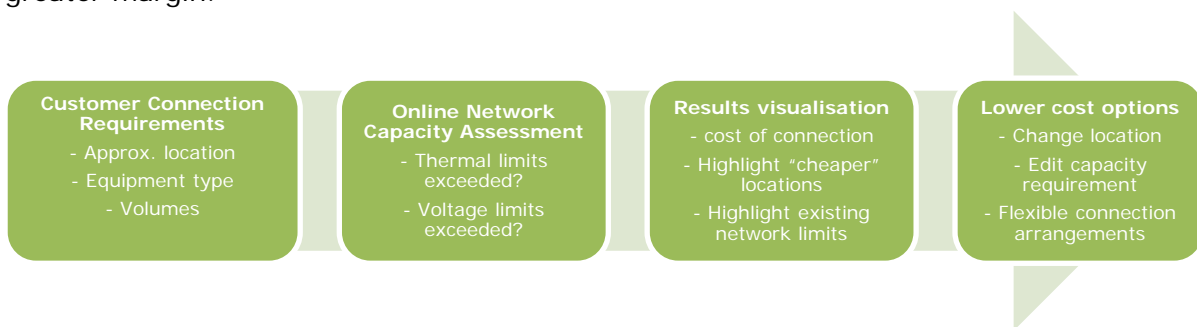 greater margin.
Customer Connection
Requirements
- Approx. location
- Equipment type
- Volumes
Online Network
Capacity Assessment
- Thermal limits
exceeded?
- Voltage limits
exceeded?
Results visualisation
- cost of connection
- Highlight “cheaper”
locations
- Highlight existing
network limits
Lower cost options
- Change location
- Edit capacity
requirement
- Flexible connection
arrangements